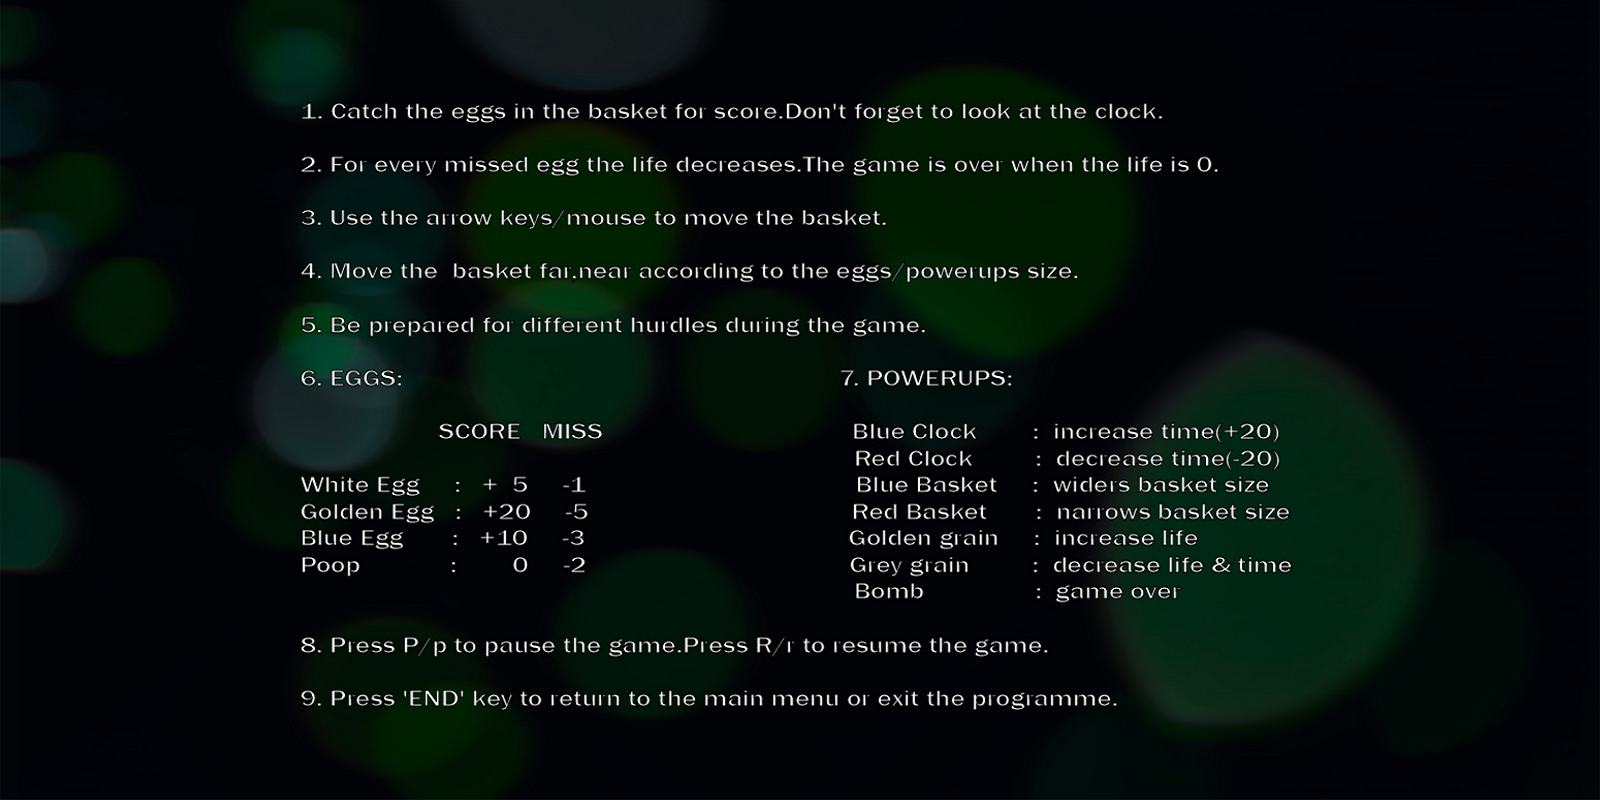 1. Catch the eggs in the basket for score.Don't forget to look at the clock.
2. For every missed egg the life decreases.The game is over when the life is 0.
3. Use the arrow keys/mouse to move the basket.
4. Move the  basket far,near according to the eggs/powerups size.
5. Be prepared for different hurdles during the game.
6. EGGS:
SCORE MISS
White Egg : + 5 -1
Golden Egg : +20 -5
Blue Egg : +10 -3
Poop : 0 -2
7. POWERUPS:
Blue Clock : increase time(+20)
Red Clock : decrease time(-20)
Blue Basket : widers basket size
Red Basket : narrows basket size
Golden grain : increase life
Grey grain : decrease life & time
Bomb : game over
8. Press P/p to pause the game.Press R/r to resume the game.
9. Press 'END' key to return to the main menu or exit the programme.